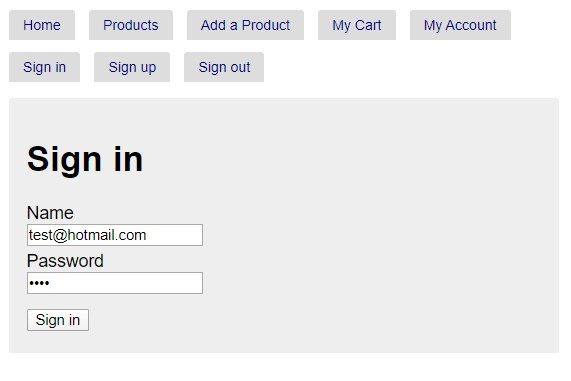 Home Products Add a Product My Cart My Account
Sign in Sign up Sign out
Sign in
Name
test@hotmail.com
Password
••••
Sign in